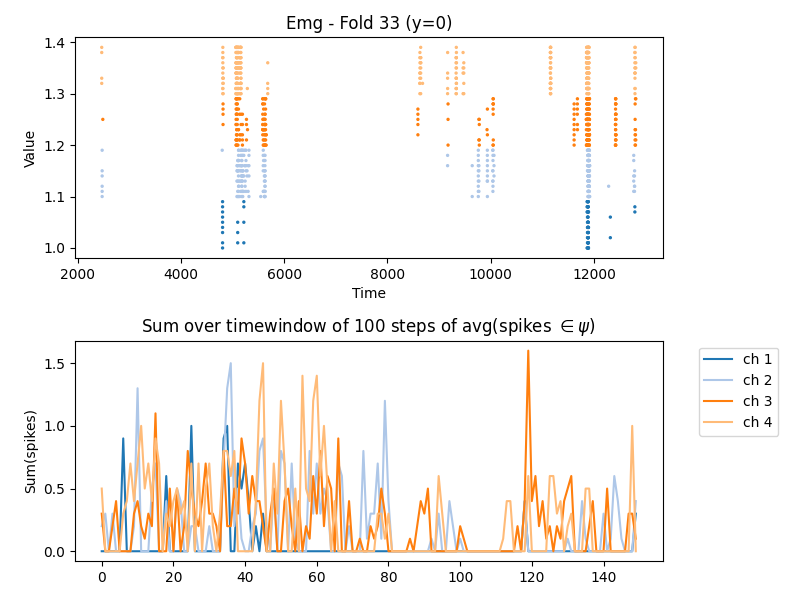 Emg - Fold 33 (y=0)
1.4
1.3
1.2
1.1
1.0
Value
2000 4000 6000 8000 10000 12000
Time
Sum over timewindow of 100 steps of avg(spikes ∈ψ)
1.5
1.0
0.5
0.0
Sum(spikes)
0 20 40 60 80 100 120 140
ch 1
ch 2
ch 3
ch 4